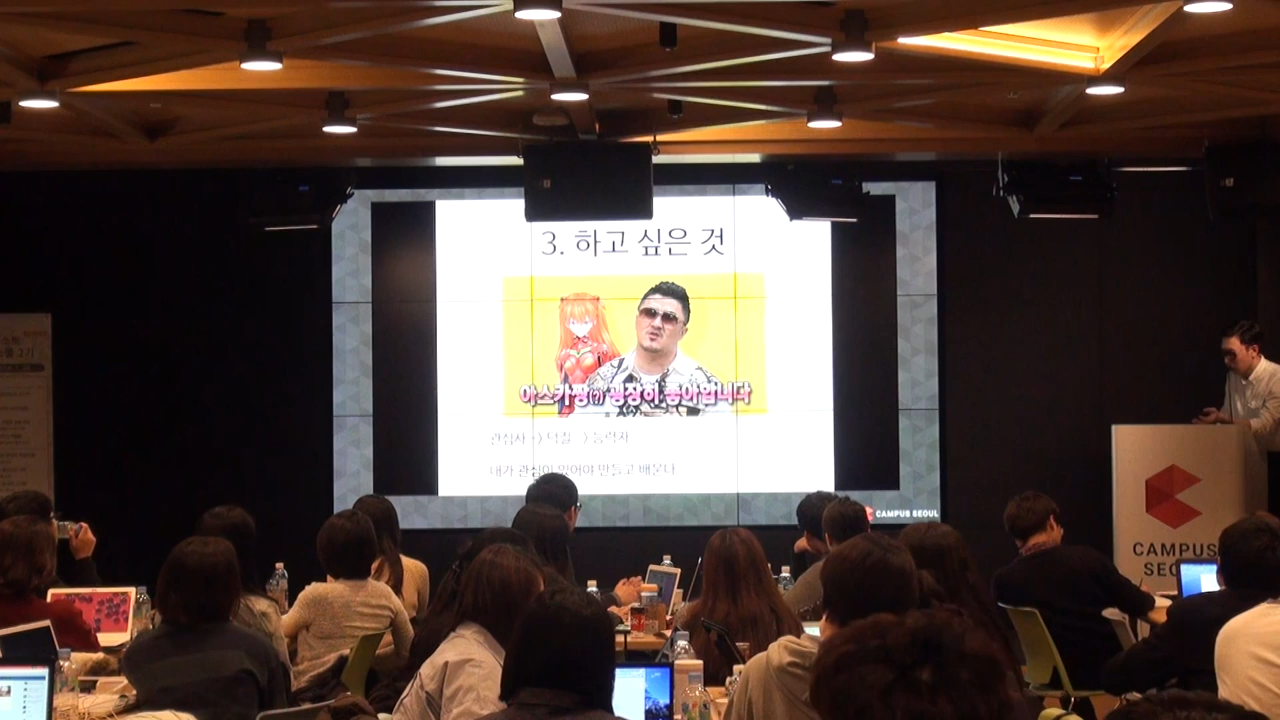 3. 하고 싶은 것
아스카짱(?) 굉장히 좋아합니다
관심사 -> 덕질 -> 능력자
내가 관심이 있어야 만들고 배운다
CAMPUS SEOUL
CAMPUS
SEO